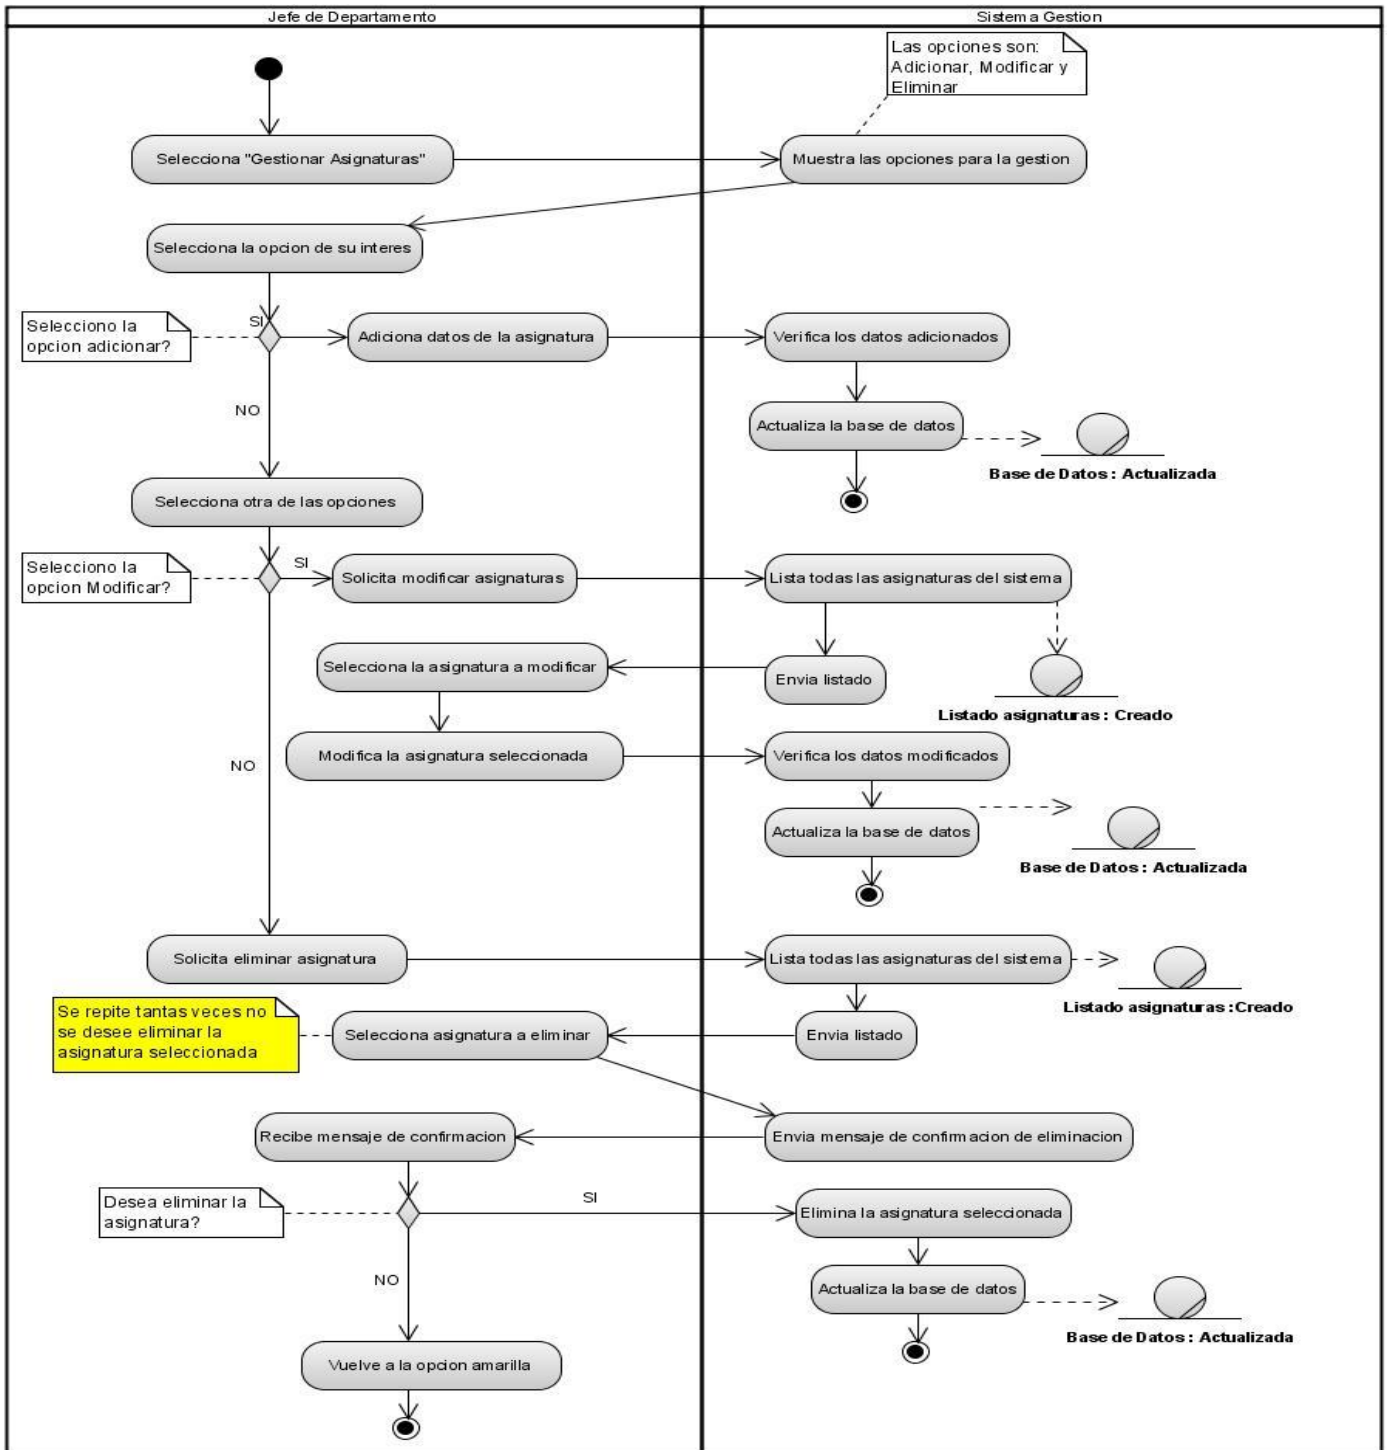 Jefe de Departamento
Sistema Gestion
Las opciones son:
Adicionar, Modificar y
Eliminar
Selecciona "Gestionar Asignaturas"
Muestra las opciones para la gestion
Selecciona la opcion de su interes
Selecciono la
opcion adicionar?
SI
Adiciona datos de la asignatura
Verifica los datos adicionados
NO
Actualiza la base de datos
Base de Datos : Actualizada
Selecciona otra de las opciones
Selecciono la
opcion Modificar?
SI
Solicita modificar asignaturas
Lista todas las asignaturas del sistema
Selecciona la asignatura a modificar
Envia listado
Listado asignaturas : Creado
NO
Modifica la asignatura seleccionada
Verifica los datos modificados
Actualiza la base de datos
Base de Datos : Actualizada
Solicita eliminar asignatura
Lista todas las asignaturas del sistema
Listado asignaturas :Creado
Se repite tantas veces no
se desee eliminar la
asignatura seleccionada
Selecciona asignatura a eliminar
Envia listado
Recibe mensaje de confirmacion
Envia mensaje de confirmacion de eliminacion
Desea eliminar la
asignatura?
SI
Elimina la asignatura seleccionada
NO
Actualiza la base de datos
Base de Datos : Actualizada
Vuelve a la opcion amarilla